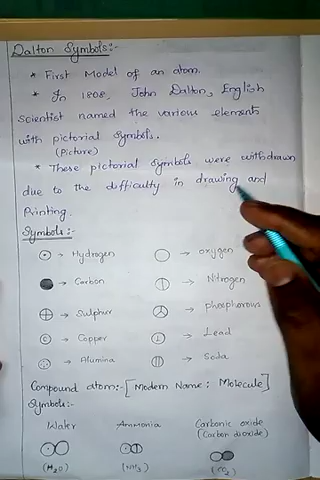 Dalton Symbols:-
* First Model of an atom.
* In 1808, John Dalton, English
scientist named the various elements
with pictorial symbols.
(Picture)
* These pictorial symbols were withdrawn
due to the difficulty in drawing and
Printing.
Symbols:-
⊙ → Hydrogen ○ → oxygen
● → Carbon ⦶ → Nitrogen
⊕ → Sulphur → phosphorous
© → Copper Ⓛ → Lead
→ Alumina → Soda
Compound atom:- [Modern Name: Molecule]
Symbols:-
Water Ammonia Carbonic oxide
(Carbon dioxide)
(H2O) (NH3)